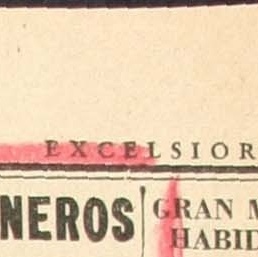 EXCELSIOR
NEROS
GRAN M
HABID